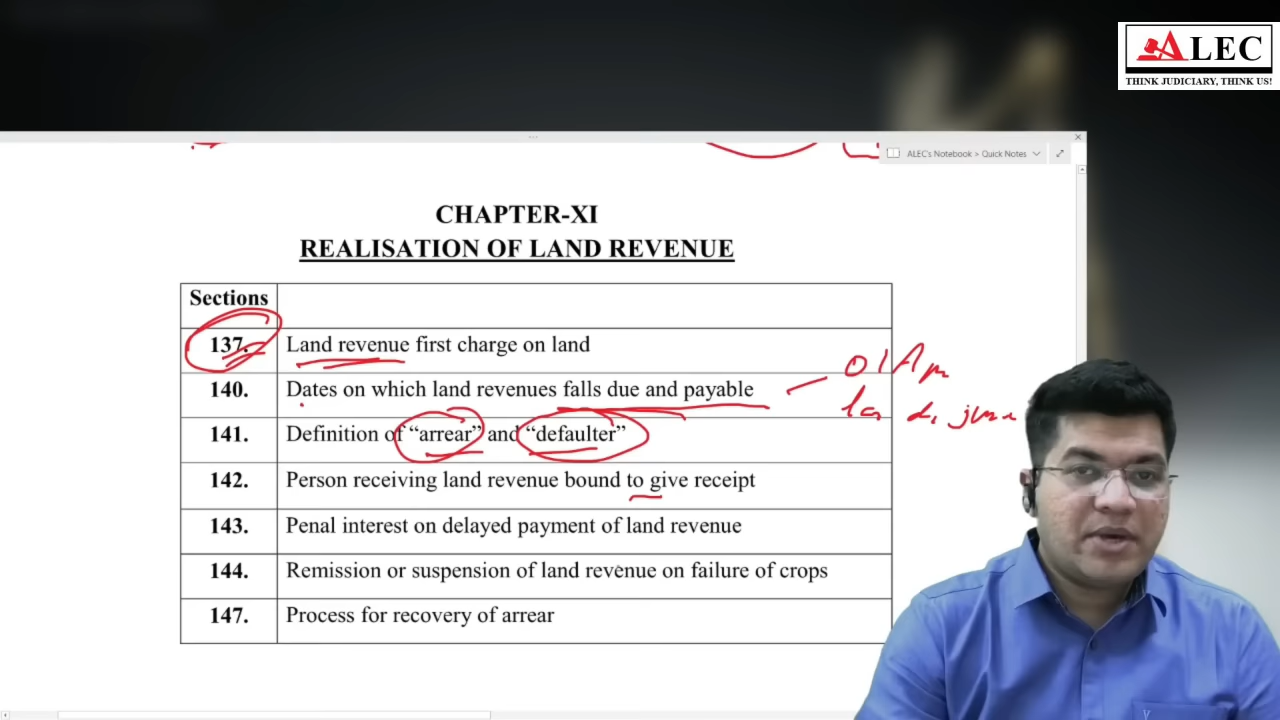 ALEC
THINK JUDICIARY, THINK US!
ALEC's Notebook > Quick Notes
CHAPTER-XI
REALISATION OF LAND REVENUE
Sections
137. Land revenue first charge on land
140. Dates on which land revenues falls due and payable
01 Ap
141. Definition of “arrear” and “defaulter”
142. Person receiving land revenue bound to give receipt
143. Penal interest on delayed payment of land revenue
144. Remission or suspension of land revenue on failure of crops
147. Process for recovery of arrear